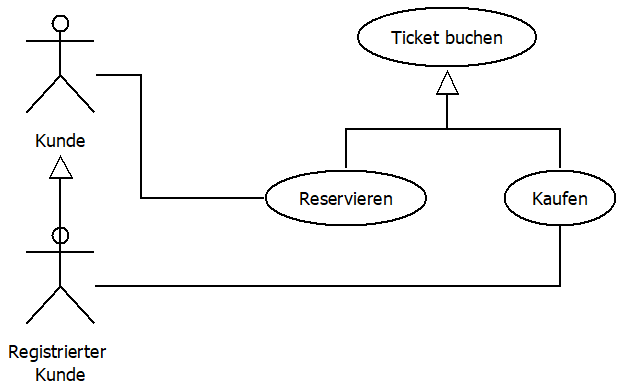 Ticket buchen
Kunde
Reservieren
Kaufen
Registrierter
Kunde